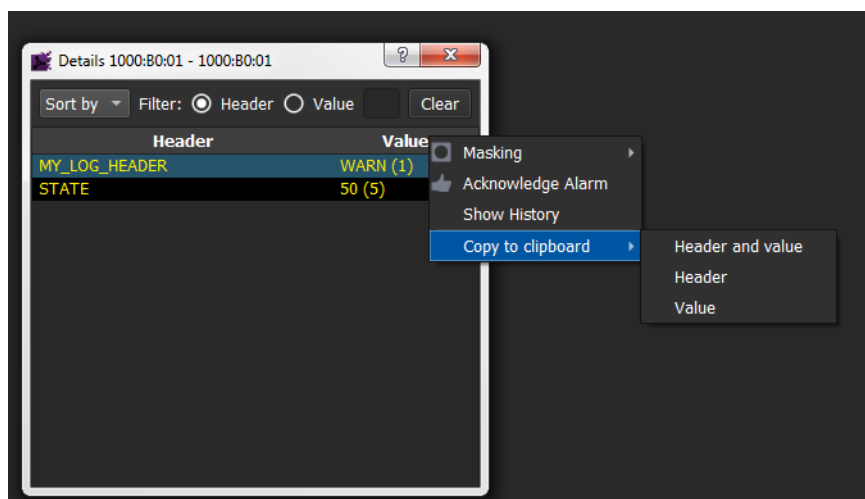 Details 1000:B0:01 - 1000:B0:01
Sort by Filter: Header Value Clear
Header Value
MY_LOG_HEADER WARN (1)
STATE 50 (5)
Masking
Acknowledge Alarm
Show History
Copy to clipboard
Header and value
Header
Value